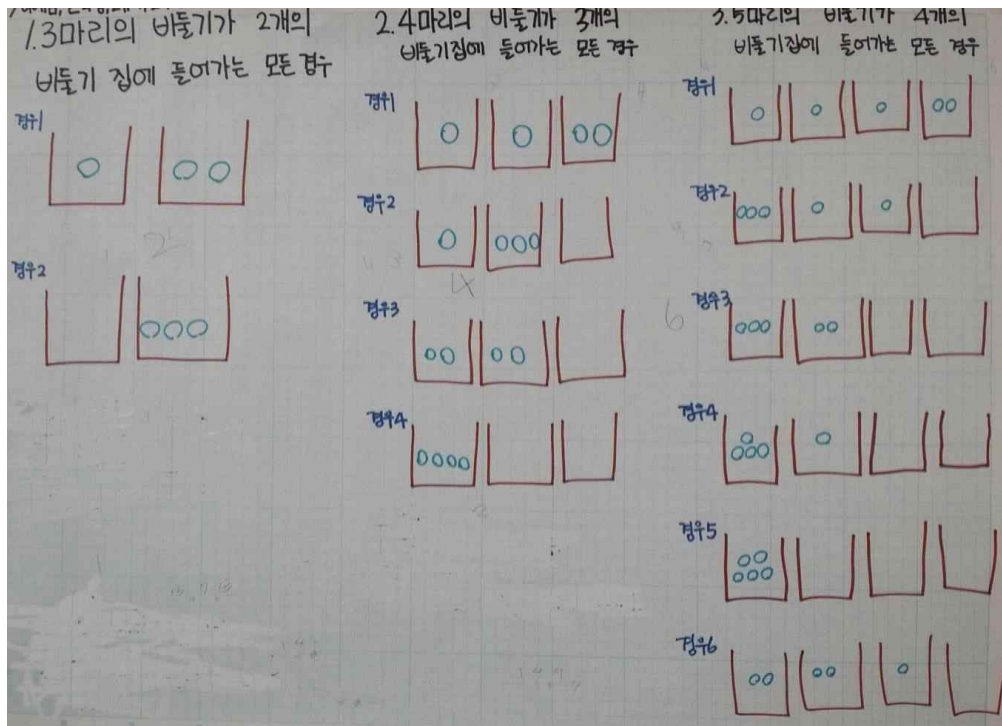 1.3마리의 비둘기가 2개의
비둘기 집에 들어가는 모든 경우
경우1
경우2
2
2.4마리의 비둘기가 3개의
비둘기집에 들어가는 모든 경우
경우1
경우2
4
경우3
경우4
3.5마리의 비둘기가 4개의
비둘기집에 들어가는 모든 경우
경우1
경우2
경우3
6
경우4
경우5
경우6